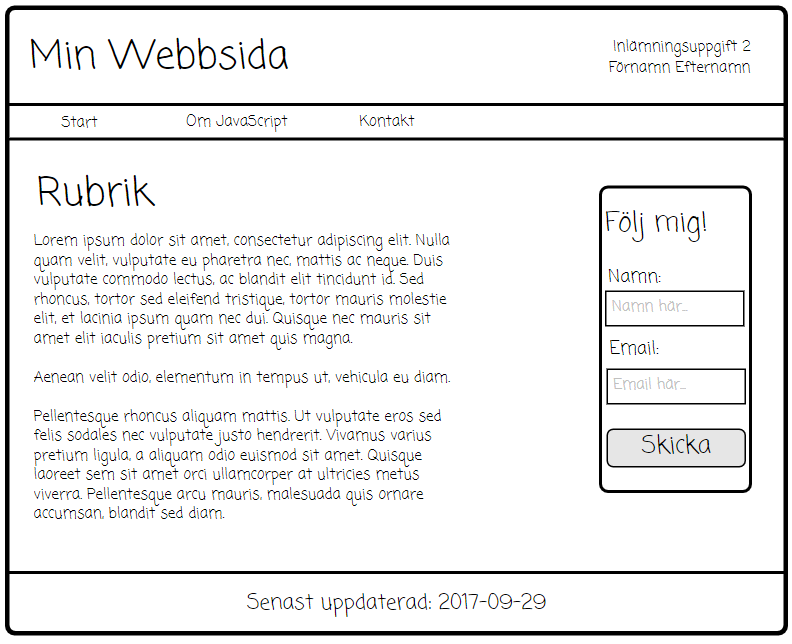 Min Webbsida
Inlämningsuppgift 2
Förnamn Efternamn
Start
Om JavaScript
Kontakt
Rubrik
Lorem ipsum dolor sit amet, consectetur adipiscing elit. Nulla
quam velit, vulputate eu pharetra nec, mattis ac neque. Duis
vulputate commodo lectus, ac blandit elit tincidunt id. Sed
rhoncus, tortor sed eleifend tristique, tortor mauris molestie
elit, et lacinia ipsum quam nec dui. Quisque nec mauris sit
amet elit iaculis pretium sit amet quis magna.
Aenean velit odio, elementum in tempus ut, vehicula eu diam.
Pellentesque rhoncus aliquam mattis. Ut vulputate eros sed
felis sodales nec vulputate justo hendrerit. Vivamus varius
pretium ligula, a aliquam odio euismod sit amet. Quisque
laoreet sem sit amet orci ullamcorper at ultricies metus
viverra. Pellentesque arcu mauris, malesuada quis ornare
accumsan, blandit sed diam.
Följ mig!
Namn:
Namn här...
Email:
Email här...
Skicka
Senast uppdaterad: 2017-09-29